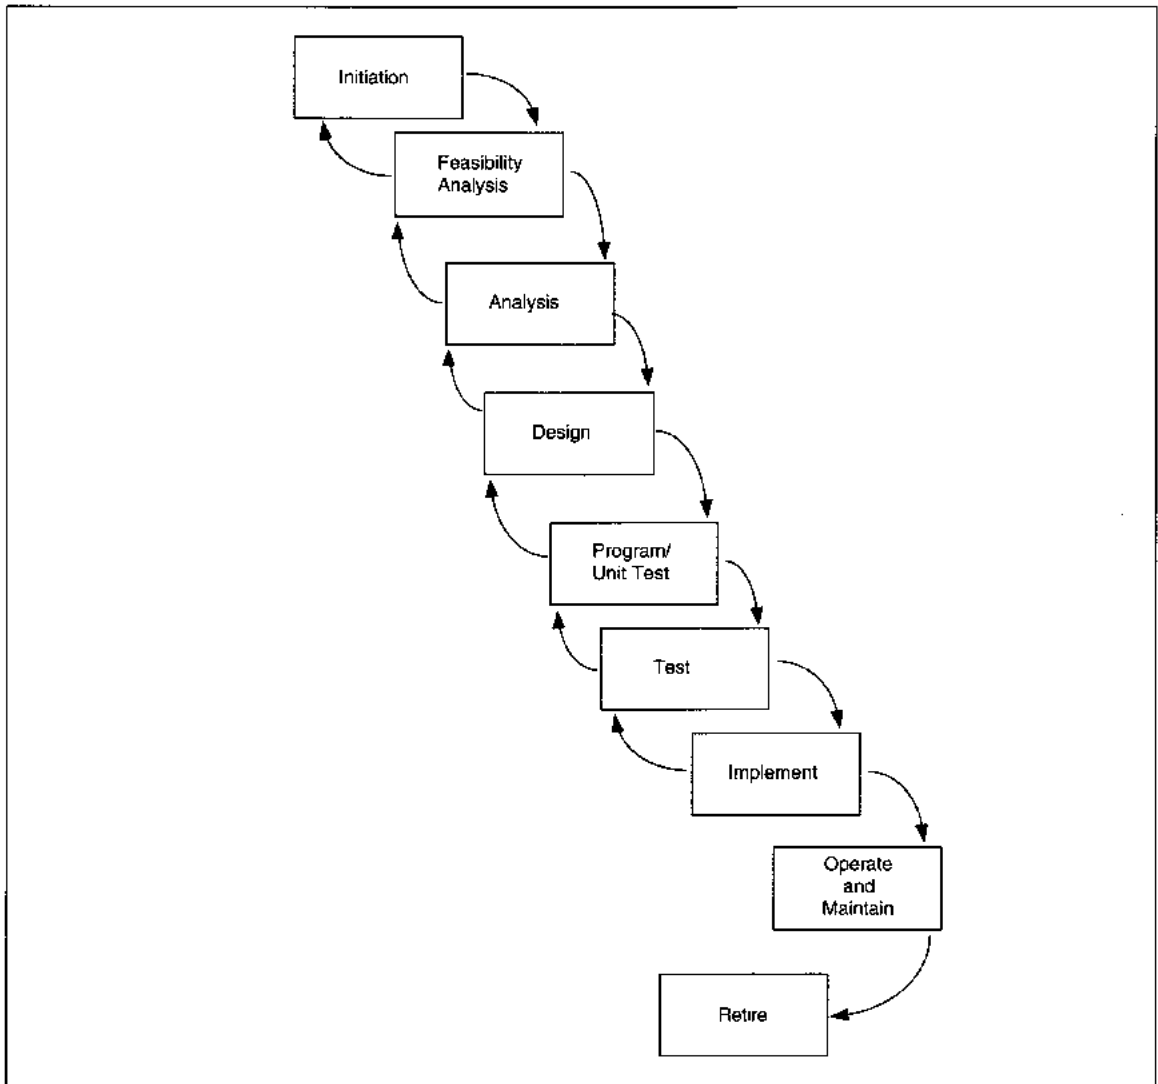 Initiation
Feasibility
Analysis
Analysis
Design
Program/
Unit Test
Test
Implement
Operate
and
Maintain
Retire